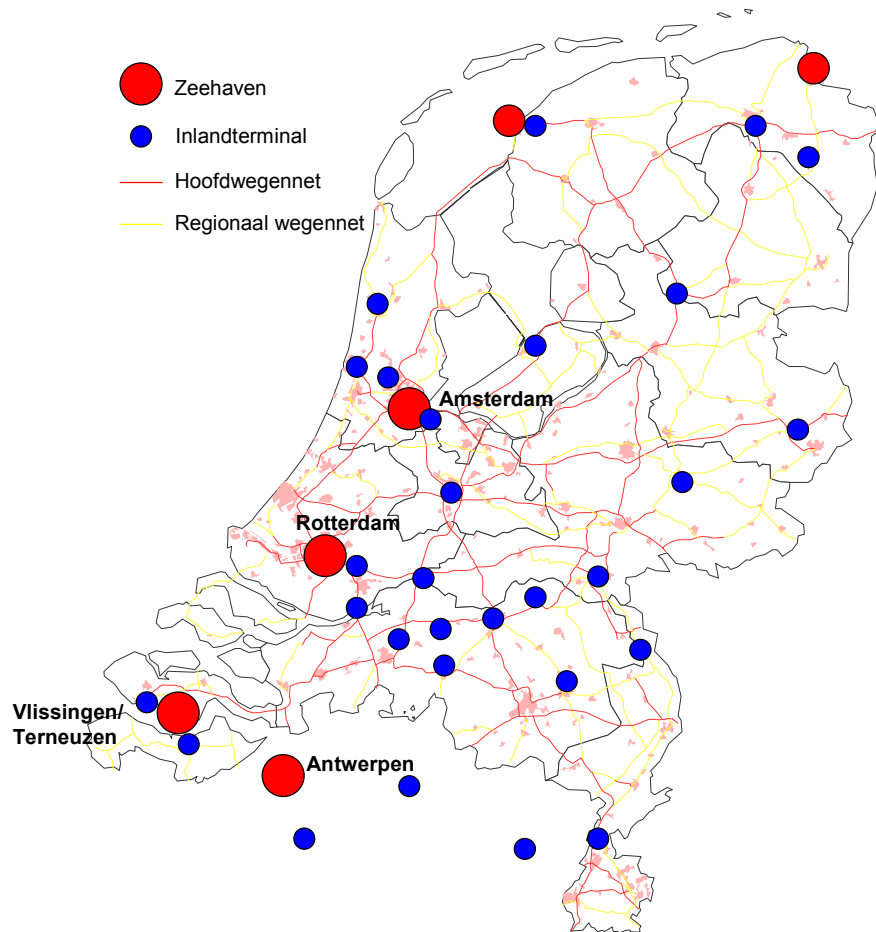 Zeehaven
Inlandterminal
Hoofdwegennet
Regionaal wegennet
Amsterdam
Rotterdam
Vlissingen/
Terneuzen
Antwerpen